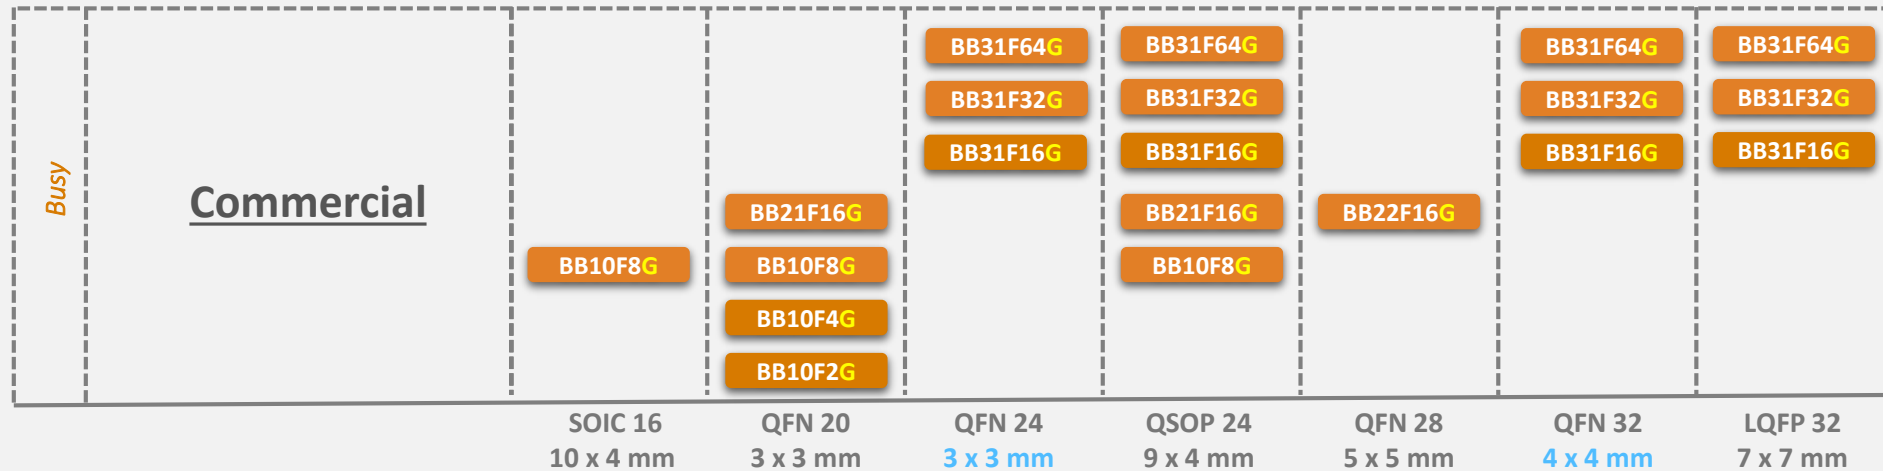 Busy
Commercial
BB31F64G BB31F64G BB31F64G BB31F64G
BB31F32G BB31F32G BB31F32G BB31F32G
BB31F16G BB31F16G BB31F16G BB31F16G
BB21F16G BB21F16G BB22F16G
BB10F8G BB10F8G BB10F8G
BB10F4G
BB10F2G
SOIC 16 QFN 20 QFN 24 QSOP 24 QFN 28 QFN 32 LQFP 32
10 x 4 mm 3 x 3 mm 3 x 3 mm 9 x 4 mm 5 x 5 mm 4 x 4 mm 7 x 7 mm